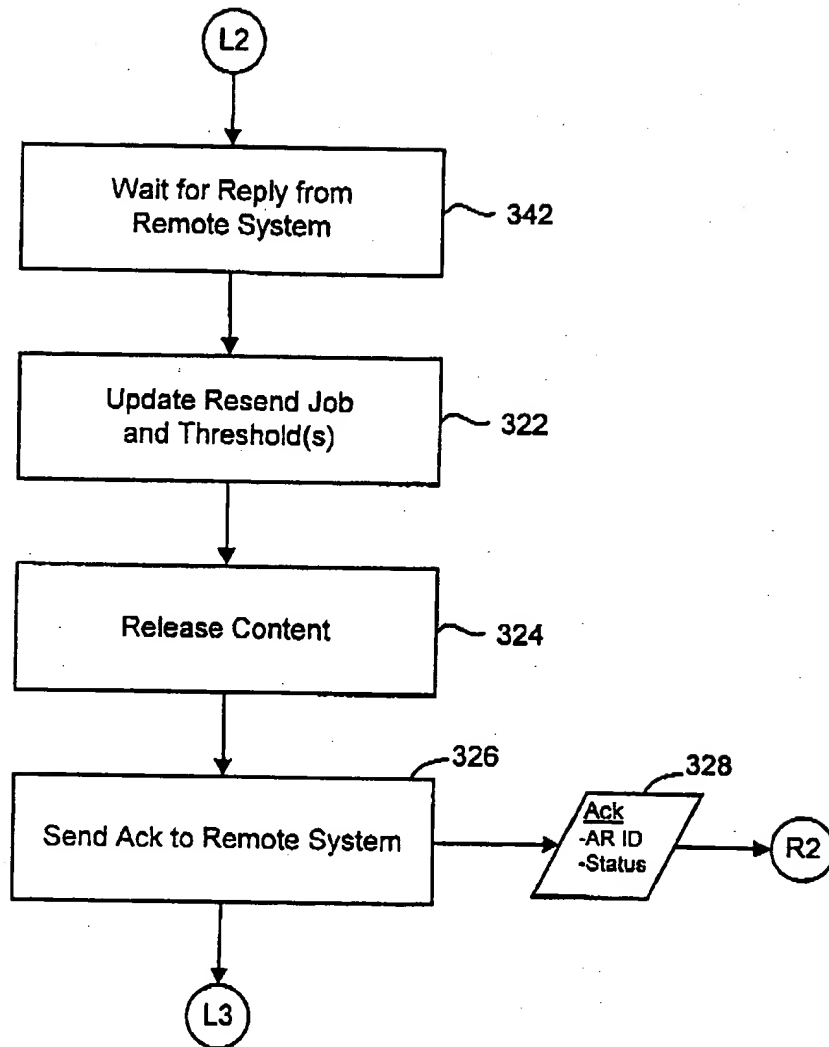 L2
Wait for Reply from
Remote System
342
Update Resend Job
and Threshold(s)
322
Release Content
324
326
Send Ack to Remote System
328
Ack
-AR ID
-Status
R2
L3